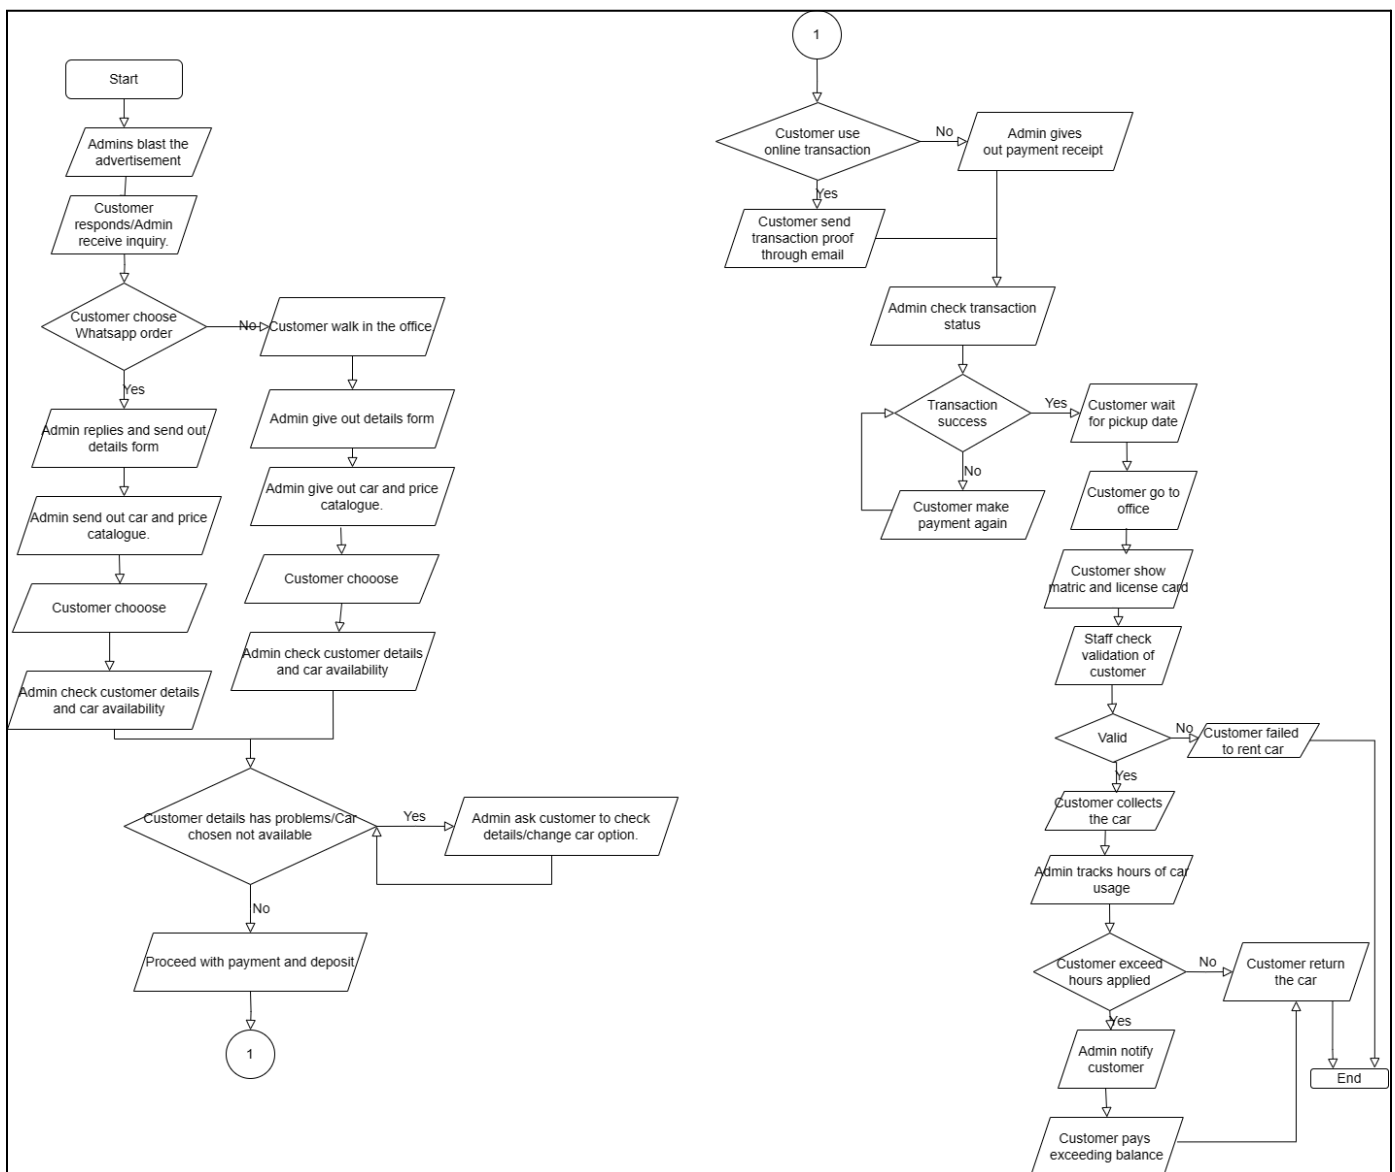 Start
Admins blast the
advertisement
Customer
responds/Admin
receive inquiry.
Customer choose
Whatsapp order
No
Customer walk in the office
Yes
Admin replies and send out
details form
Admin send out car and price
catalogue.
Customer chooose
Admin check customer details
and car availability
Admin give out details form
Admin give out car and price
catalogue.
Customer chooose
Admin check customer details
and car availability
Customer details has problems/Car
chosen not available
Yes
Admin ask customer to check
details/change car option.
No
Proceed with payment and deposit
1
1
Customer use
online transaction
No
Admin gives
out payment receipt
Yes
Customer send
transaction proof
through email
Admin check transaction
status
Transaction
success
Yes
Customer wait
for pickup date
No
Customer make
payment again
Customer go to
office
Customer show
matric and license card
Staff check
validation of
customer
Valid
No
Customer failed
to rent car
Yes
Customer collects
the car
Admin tracks hours of car
usage
Customer exceed
hours applied
No
Customer return
the car
Yes
Admin notify
customer
End
Customer pays
exceeding balance